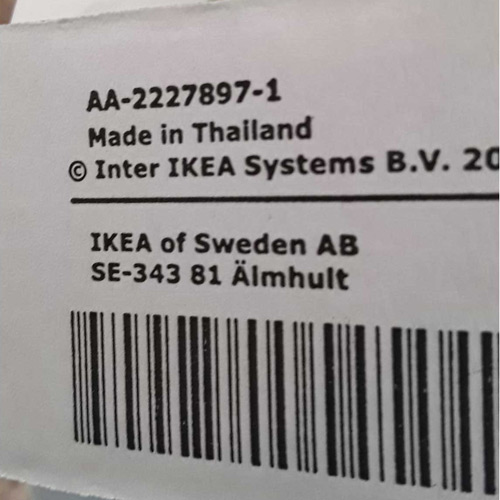 AA-2227897-1
Made in Thailand
© Inter IKEA Systems B.V. 20
IKEA of Sweden AB
SE-343 81 Älmhult